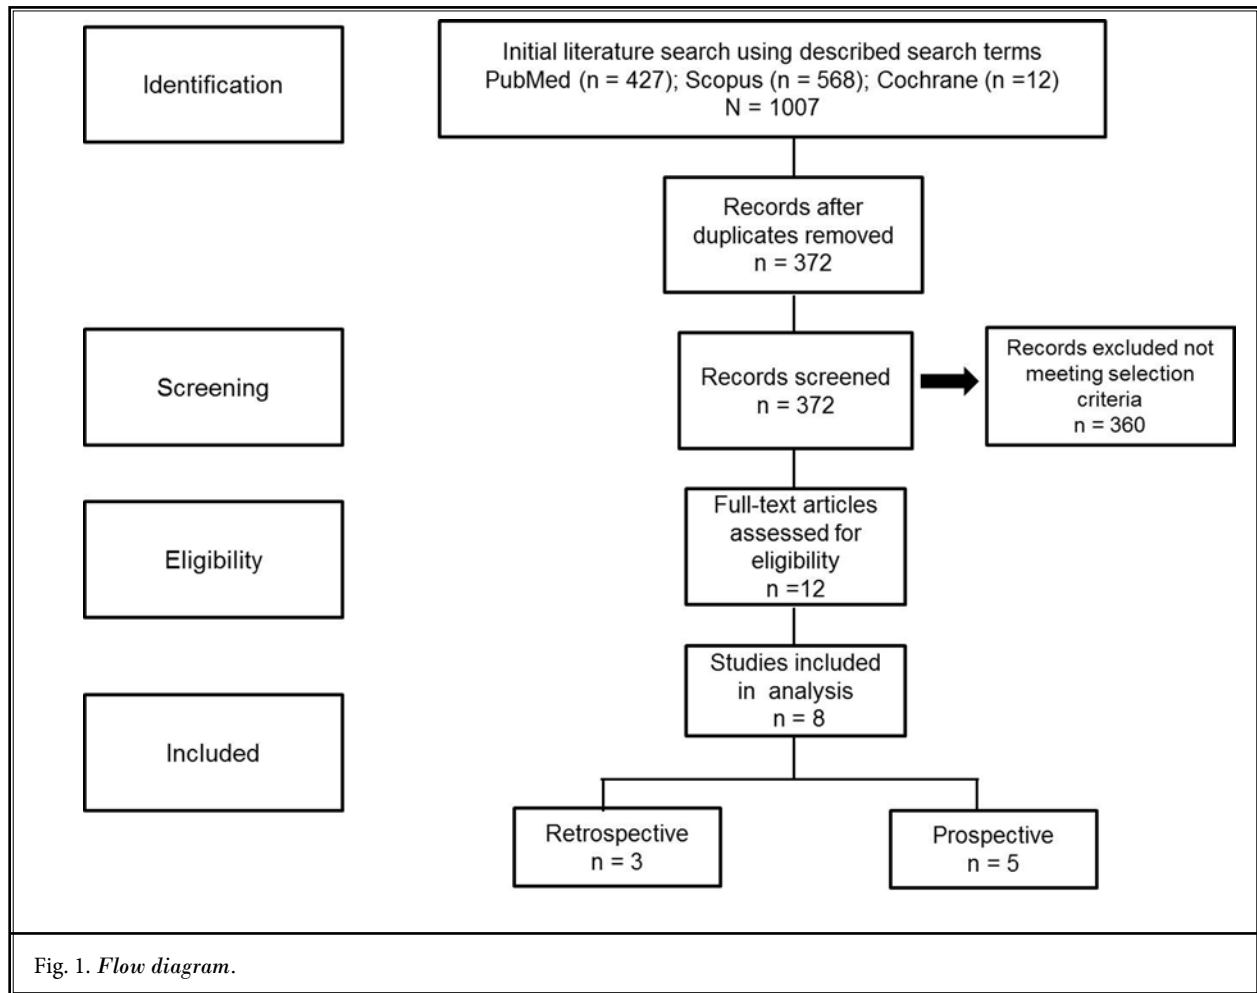 Identification
Initial literature search using described search terms
PubMed (n = 427); Scopus (n = 568); Cochrane (n =12)
N = 1007
Records after
duplicates removed
n = 372
Screening
Records screened
n = 372
Records excluded not
meeting selection
criteria
n = 360
Eligibility
Full-text articles
assessed for
eligibility
n =12
Studies included
in analysis
n = 8
Included
Retrospective
n = 3
Prospective
n = 5
Fig. 1. Flow diagram.